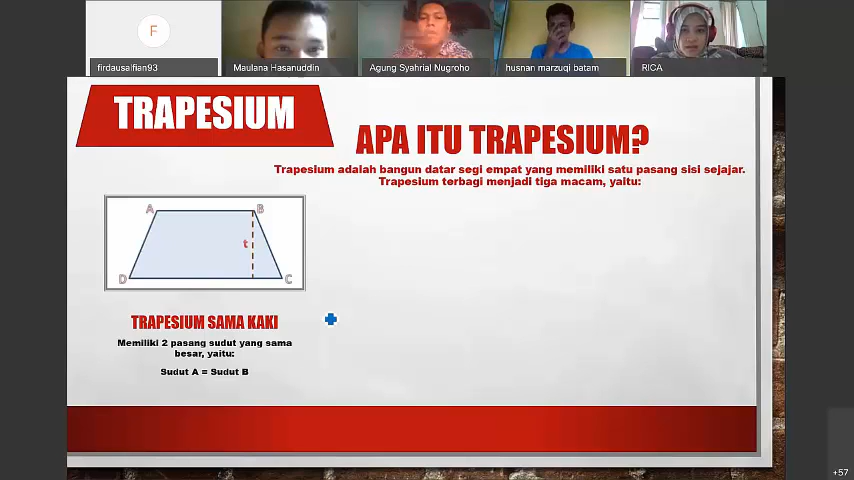 F
firdausalfian93
Maulana Hasanuddin
Agung Syahrial Nugroho
husnan marzuqi batam
RICA
TRAPESIUM
APA ITU TRAPESIUM?
Trapesium adalah bangun datar segi empat yang memiliki satu pasang sisi sejajar.
Trapesium terbagi menjadi tiga macam, yaitu:
A
B
t
D
C
TRAPESIUM SAMA KAKI
Memiliki 2 pasang sudut yang sama
besar, yaitu:
Sudut A = Sudut B
+57